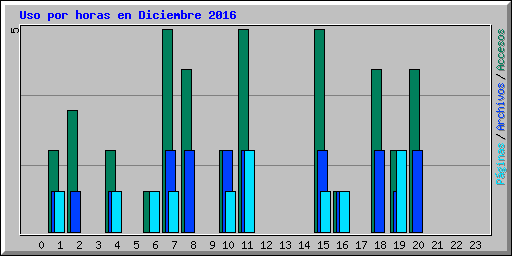 Uso por horas en Diciembre 2016
5
Páginas / Archivos / Accesos
0 1 2 3 4 5 6 7 8 9 10 11 12 13 14 15 16 17 18 19 20 21 22 23